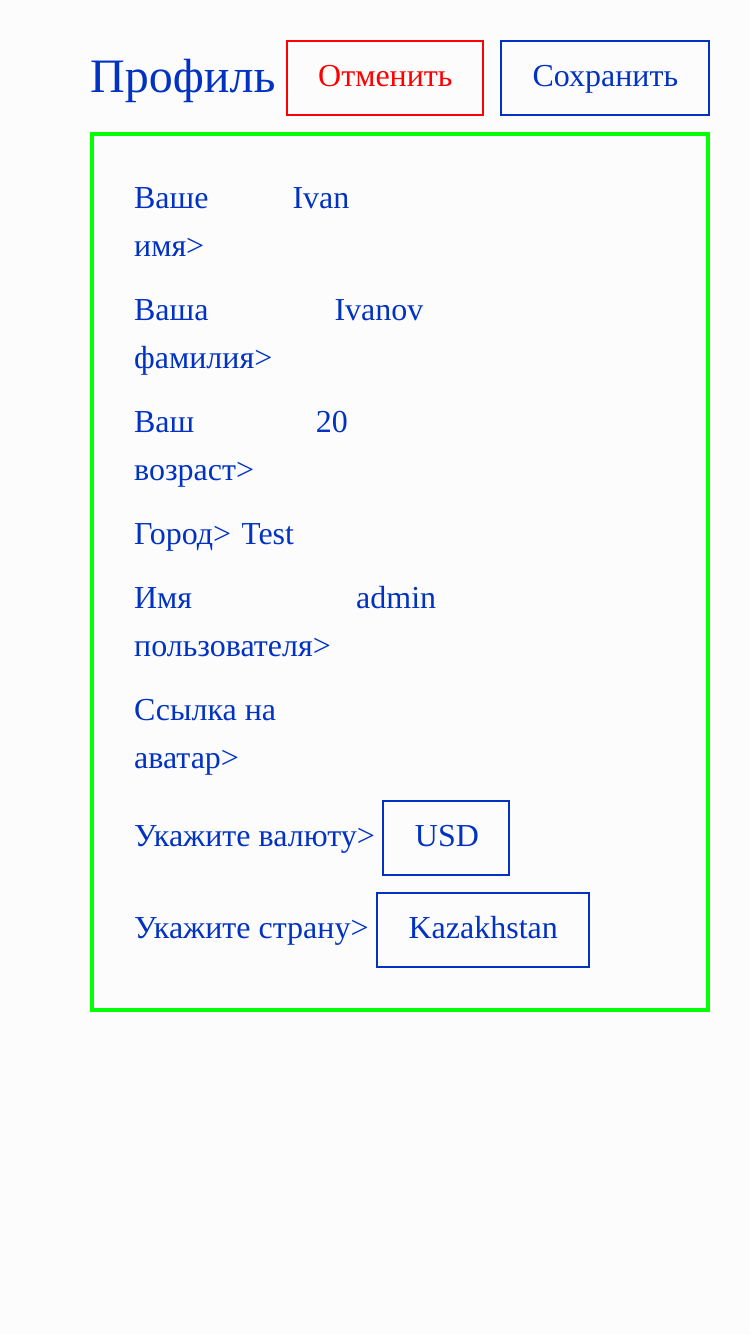 Профиль Отменить Сохранить
Ваше Ivan
имя>
Ваша Ivanov
фамилия>
Ваш 20
возраст>
Город> Test
Имя admin
пользователя>
Ссылка на
аватар>
Укажите валюту> USD
Укажите страну> Kazakhstan